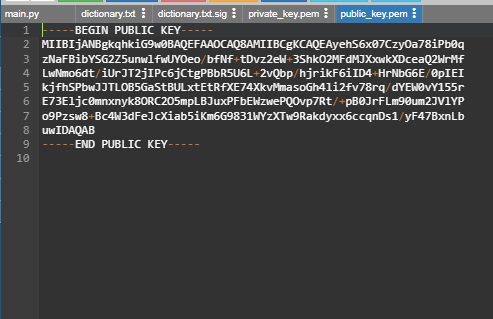 main.py dictionary.txt dictionary.txt.sig private_key.pem public_key.pem
1 -----BEGIN PUBLIC KEY-----
2 MIIBIjANBgkqhkiG9w0BAQEFAAOCAQ8AMIIBCgKCAQEAyehS6x07CzyOa78iPb0q
3 zNaFBibYSG2Z5unwlfwUYOeo/bfNf+tDvz2eW+3ShkO2MFdMJXxwkXDceaQ2WrMf
4 LwNmo6dt/iUrJT2jIPc6jCtgPBbR5U6L+2vQbp/hjrikF6iID4+HrNbG6E/0pIEI
5 kjfhSPbwJJTLOB5GaStBULxtEtRfXE74XkvMmasoGh4li2fv78rq/dYEW0vY155r
6 E73Eljc0mnxnyk8ORC2O5mpLBJuxPFbEWzwePQOvp7Rt/+pB0JrFLm90um2JVlYP
7 o9Pzsw8+Bc4W3dFeJcXiab5iKm6G9831WYzXTw9Rakdyxx6ccqnDs1/yF47BxnLb
8 uwIDAQAB
9 -----END PUBLIC KEY-----
10